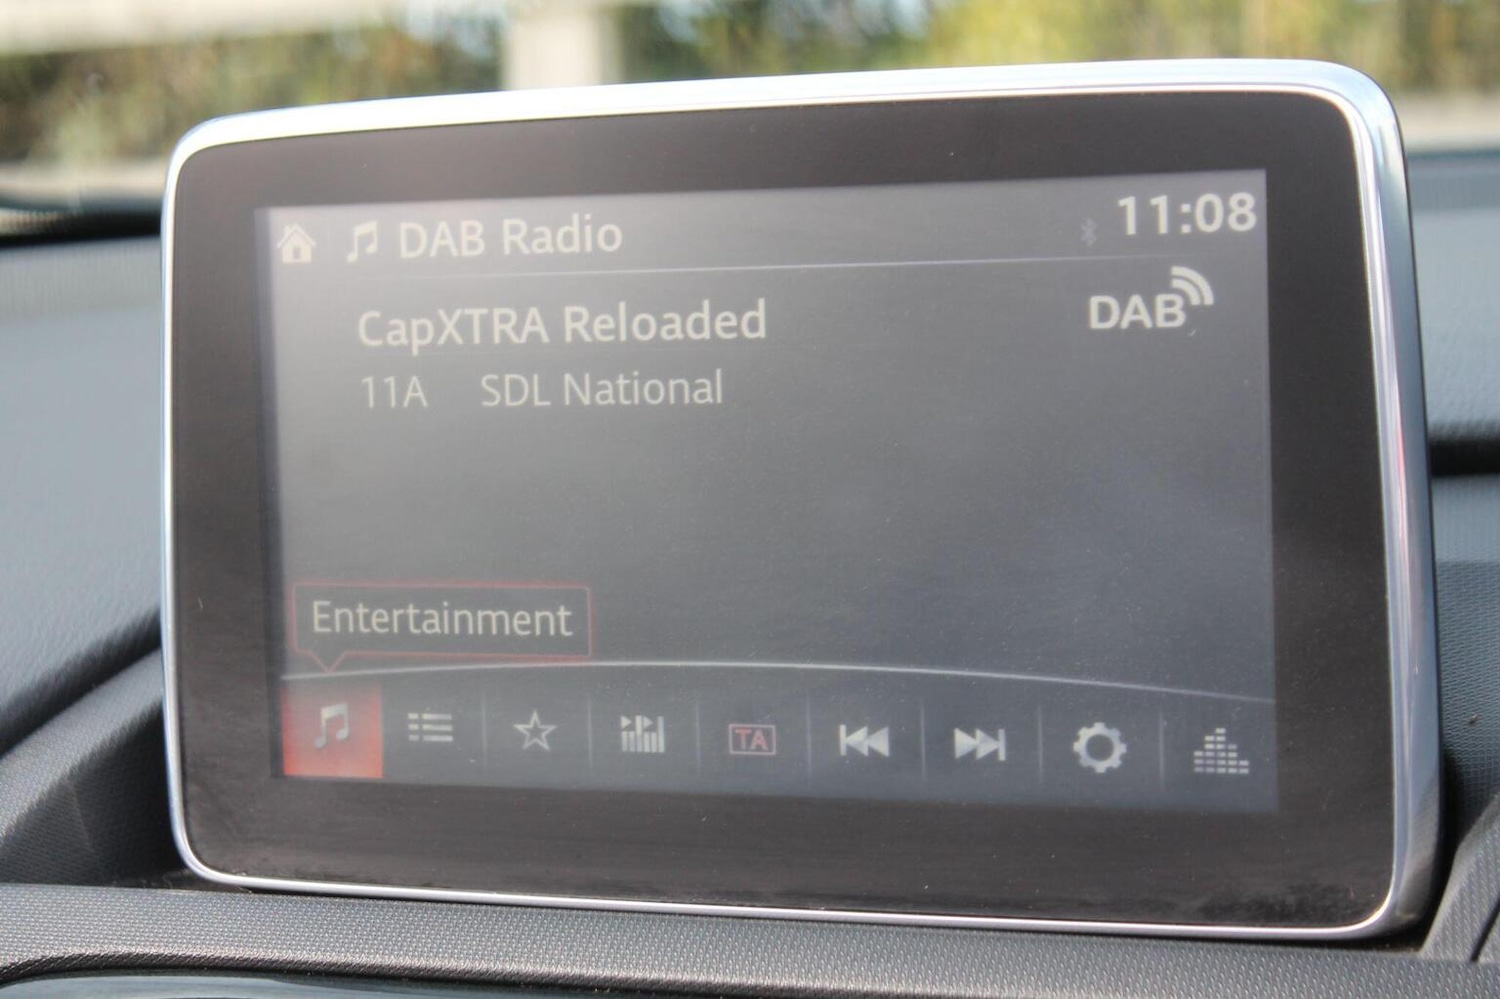 DAB Radio
11:08
CapXTRA Reloaded
DAB
11A SDL National
Entertainment
TA